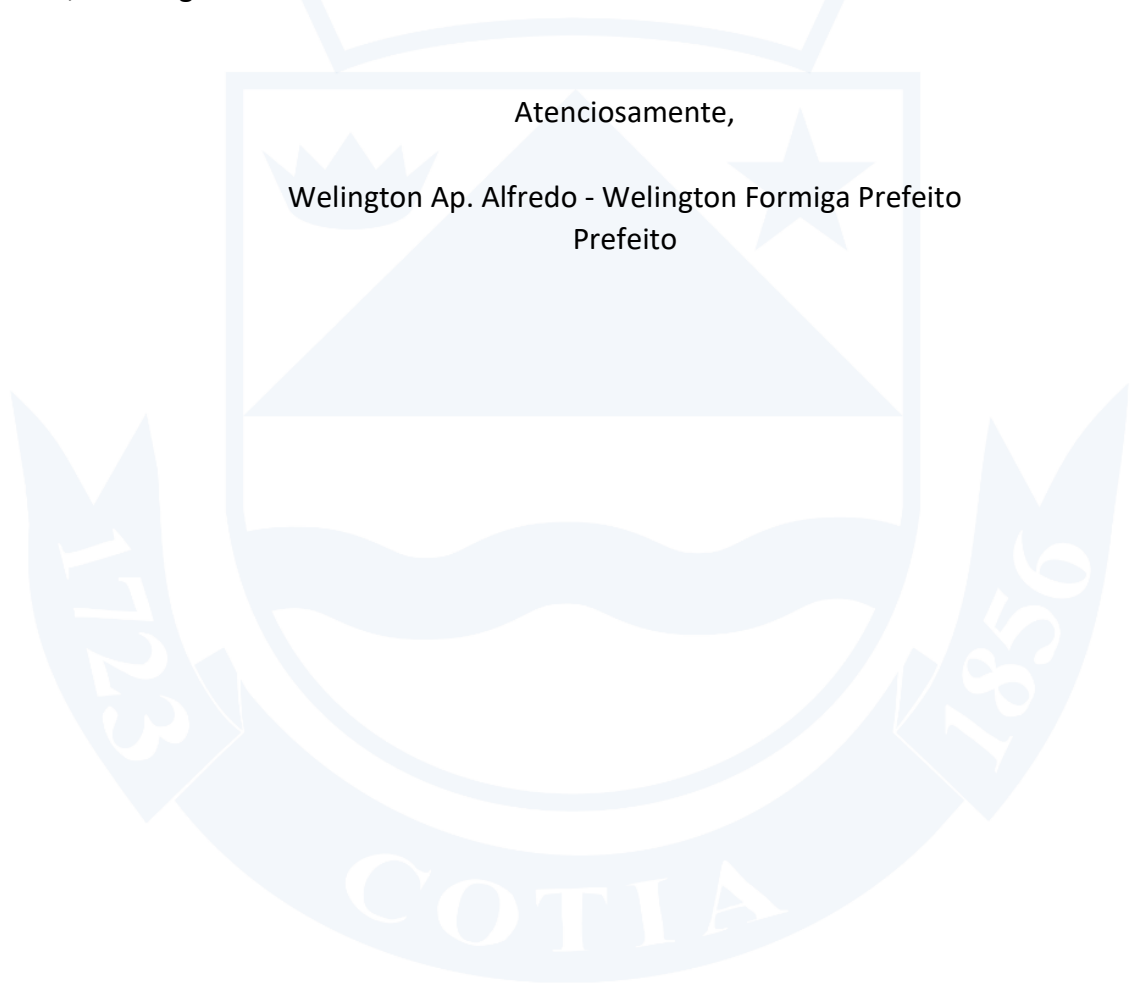 Atenciosamente,
Welington Ap. Alfredo - Welington Formiga Prefeito
Prefeito
1723
1856
COTIA